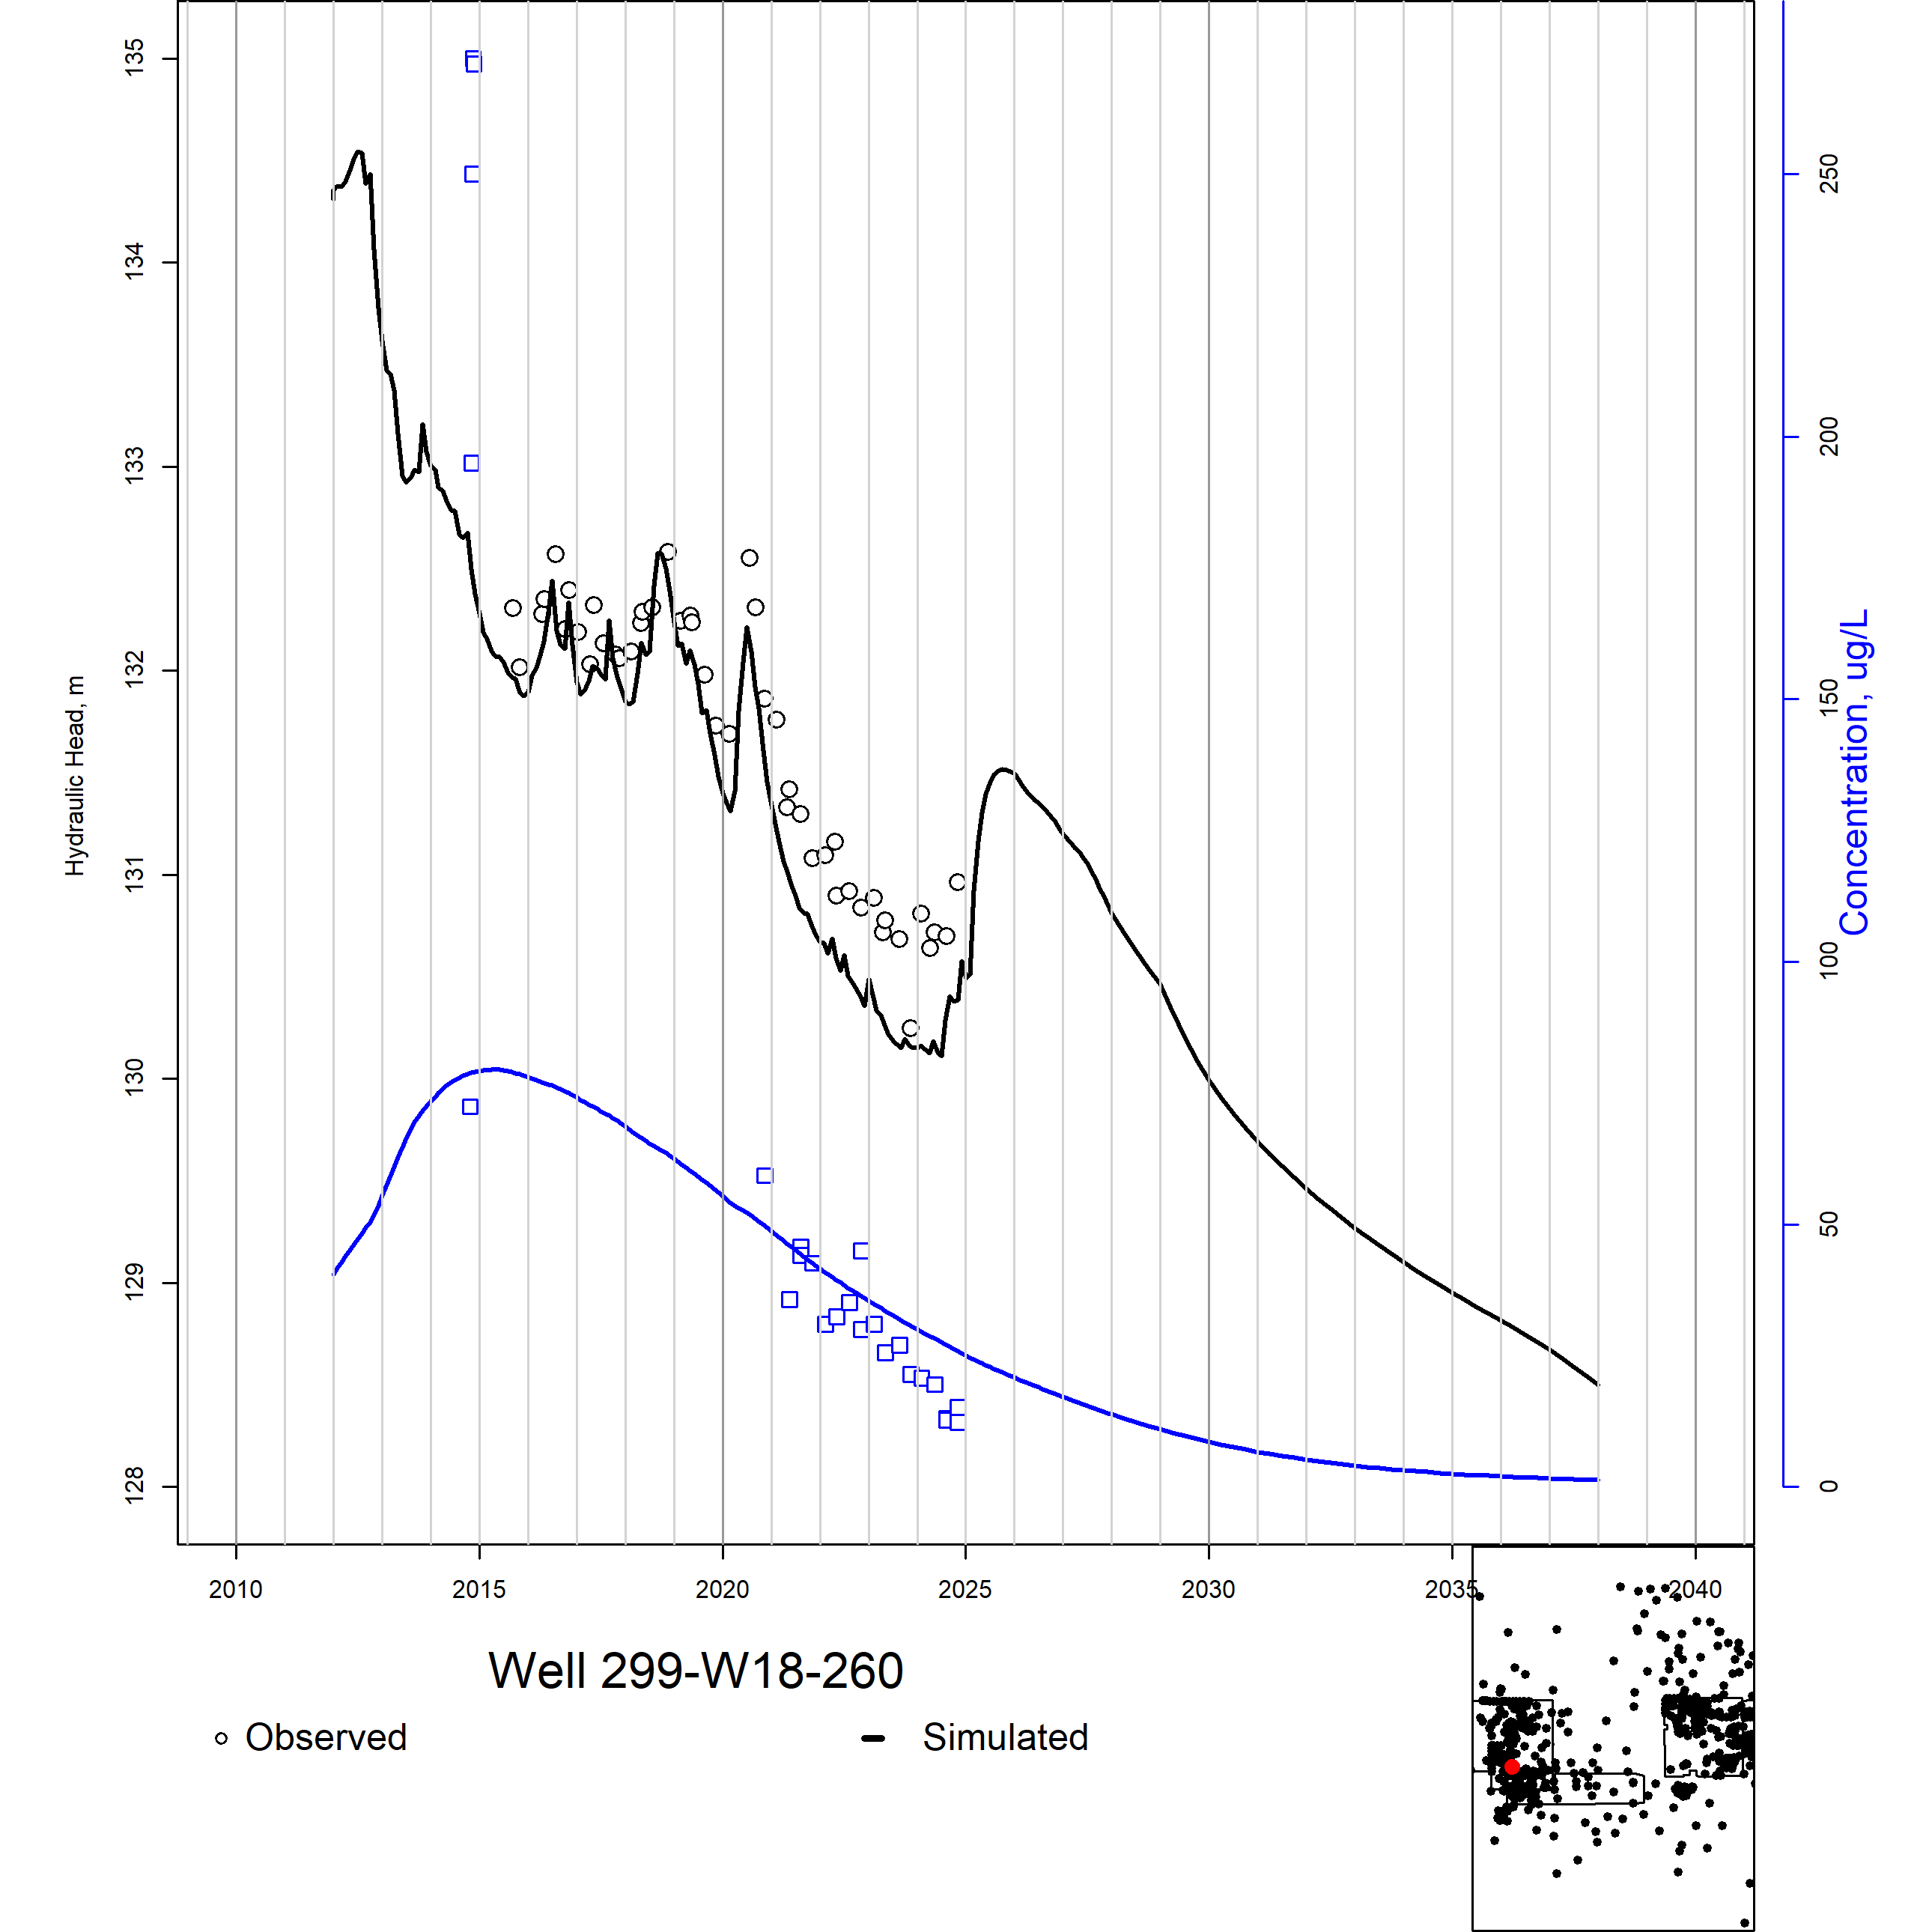 135
134
133
132
131
130
129
128
Hydraulic Head, m
250
200
150
100
50
0
Concentration, ug/L
2010 2015 2020 2025 2030 2035 2040
Well 299-W18-260
Observed Simulated